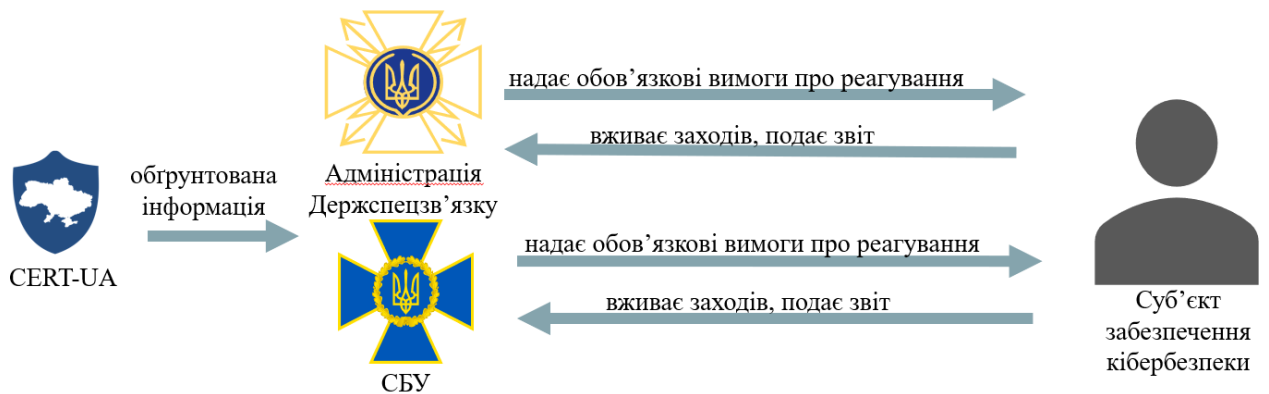 обґрунтована
інформація
CERT-UA
надає обов’язкові вимоги про реагування
вживає заходів, подає звіт
Адміністрація
Держспецзв’язку
надає обов’язкові вимоги про реагування
вживає заходів, подає звіт
СБУ
Суб’єкт
забезпечення
кібербезпеки